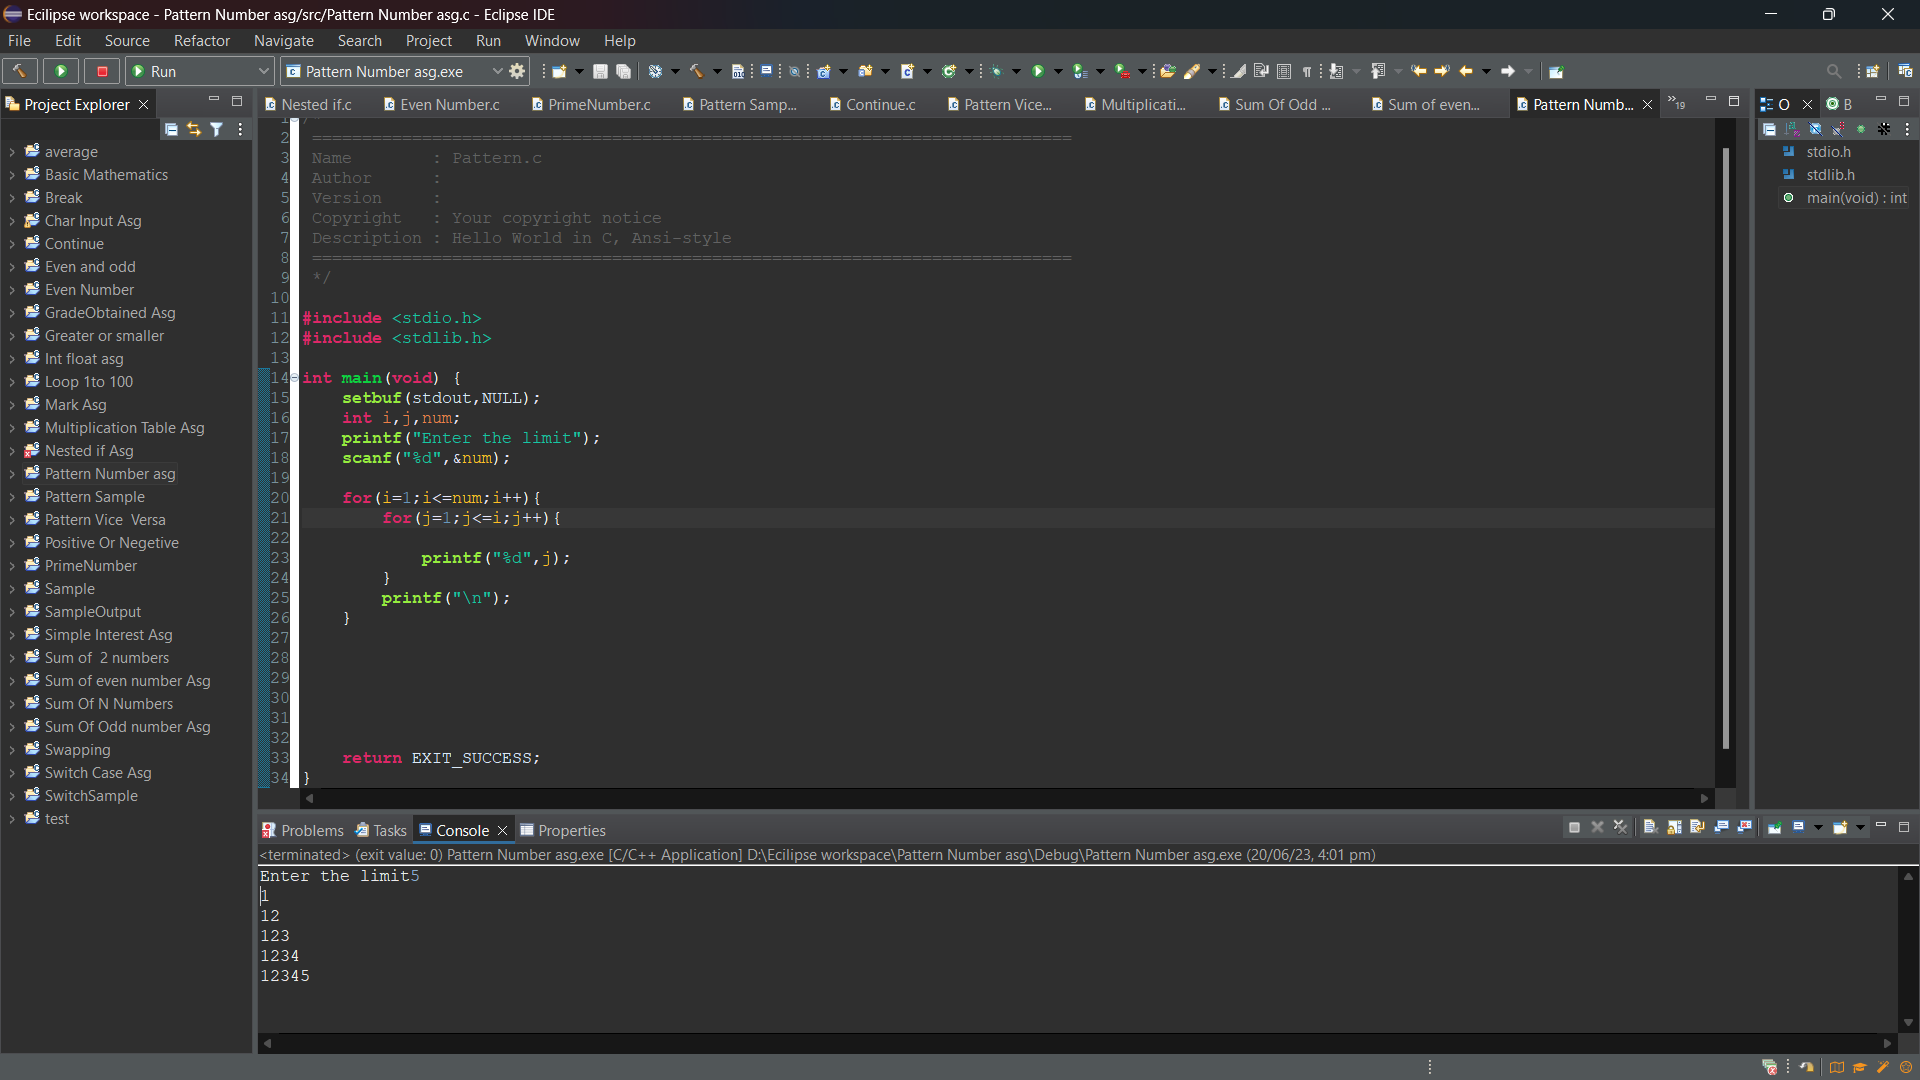 Ecilipse workspace - Pattern Number asg/src/Pattern Number asg.c - Eclipse IDE
File Edit Source Refactor Navigate Search Project Run Window Help
Run Pattern Number asg.exe
Project Explorer
average
Basic Mathematics
Break
Char Input Asg
Continue
Even and odd
Even Number
GradeObtained Asg
Greater or smaller
Int float asg
Loop 1to 100
Mark Asg
Multiplication Table Asg
Nested if Asg
Pattern Number asg
Pattern Sample
Pattern Vice Versa
Positive Or Negetive
PrimeNumber
Sample
SampleOutput
Simple Interest Asg
Sum of 2 numbers
Sum of even number Asg
Sum Of N Numbers
Sum Of Odd number Asg
Swapping
Switch Case Asg
SwitchSample
test
Nested if.c Even Number.c PrimeNumber.c Pattern Samp... Continue.c Pattern Vice... Multiplicati... Sum Of Odd ... Sum of even... Pattern Numb... »19
1 /*
2 ============================================================================
3 Name : Pattern.c
4 Author :
5 Version :
6 Copyright : Your copyright notice
7 Description : Hello World in C, Ansi-style
8 ============================================================================
9 */
10
11 #include <stdio.h>
12 #include <stdlib.h>
13
14 int main(void) {
15 setbuf(stdout,NULL);
16 int i,j,num;
17 printf("Enter the limit");
18 scanf("%d",&num);
19
20 for(i=1;i<=num;i++){
21 for(j=1;j<=i;j++){
22
23 printf("%d",j);
24 }
25 printf("\n");
26 }
27
28
29
30
31
32
33 return EXIT_SUCCESS;
34 }
O B
stdio.h
stdlib.h
main(void) : int
Problems Tasks Console Properties
<terminated> (exit value: 0) Pattern Number asg.exe [C/C++ Application] D:\Ecilipse workspace\Pattern Number asg\Debug\Pattern Number asg.exe (20/06/23, 4:01 pm)
Enter the limit5
1
12
123
1234
12345